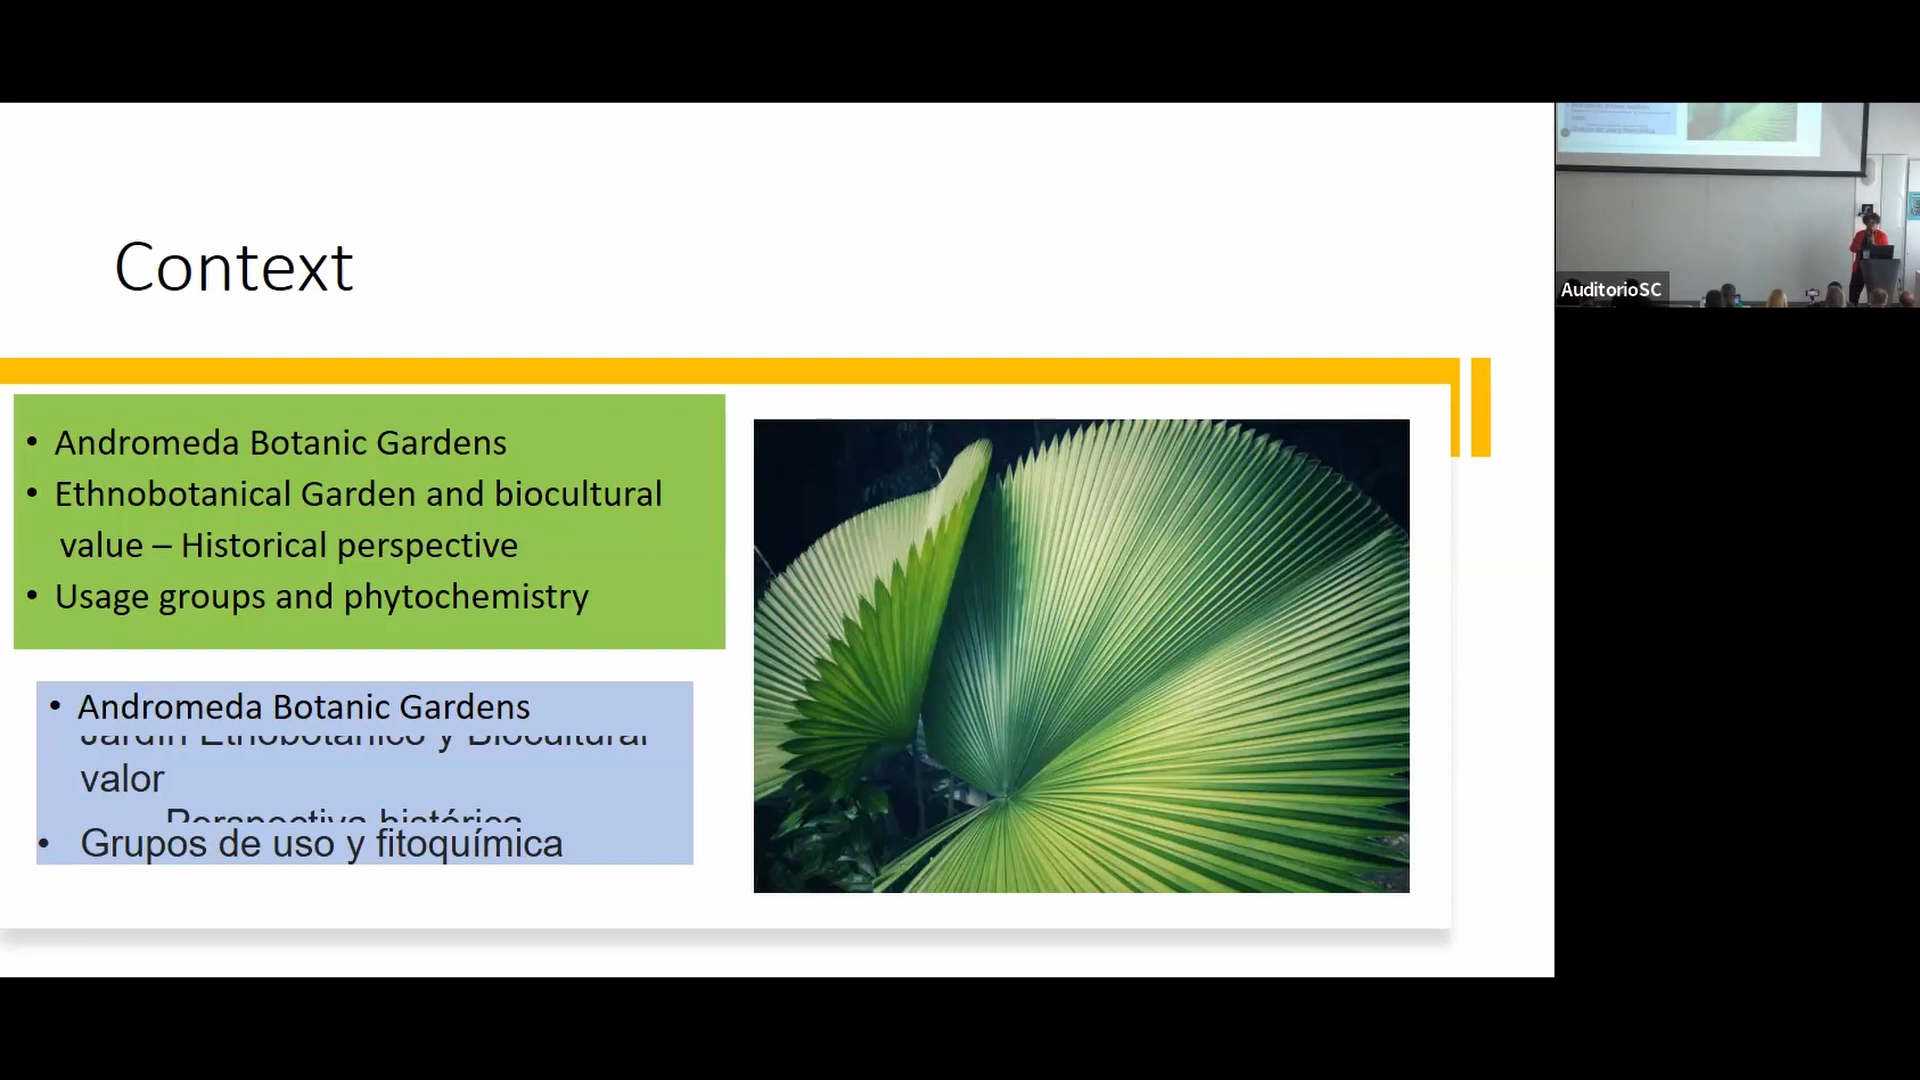 Context
• Andromeda Botanic Gardens
• Ethnobotanical Garden and biocultural
value – Historical perspective
• Usage groups and phytochemistry
• Andromeda Botanic Gardens
Jardín Etnobotánico y Biocultural
valor
Perspectiva histórica
• Grupos de uso y fitoquímica
AuditorioSC